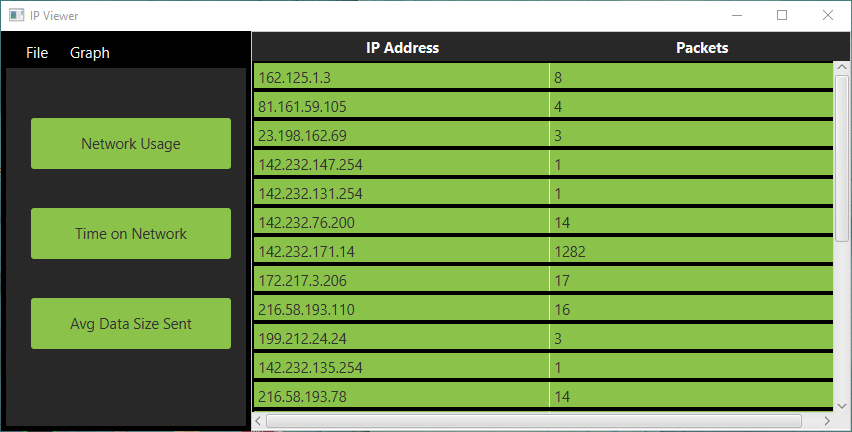 IP Viewer
File Graph
Network Usage
Time on Network
Avg Data Size Sent
IP Address Packets
162.125.1.3 8
81.161.59.105 4
23.198.162.69 3
142.232.147.254 1
142.232.131.254 1
142.232.76.200 14
142.232.171.14 1282
172.217.3.206 17
216.58.193.110 16
199.212.24.24 3
142.232.135.254 1
216.58.193.78 14